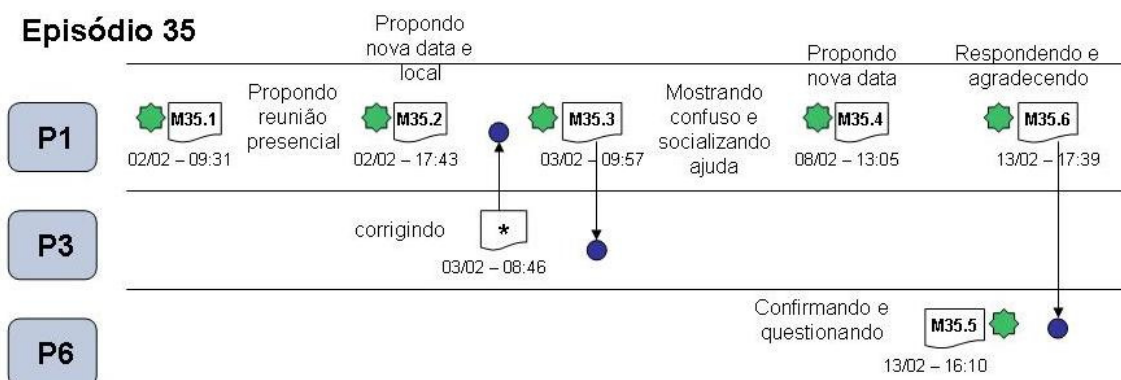 Episódio 35
Propondo
nova data e
local
Propondo
nova data
Respondendo e
agradecendo
P1
M35.1
02/02 – 09:31
Propondo
reunião
presencial
M35.2
02/02 – 17:43
M35.3
03/02 – 09:57
Mostrando
confuso e
socializando
ajuda
M35.4
08/02 – 13:05
M35.6
13/02 – 17:39
P3
corrigindo
*
03/02 – 08:46
P6
Confirmando e
questionando
M35.5
13/02 – 16:10